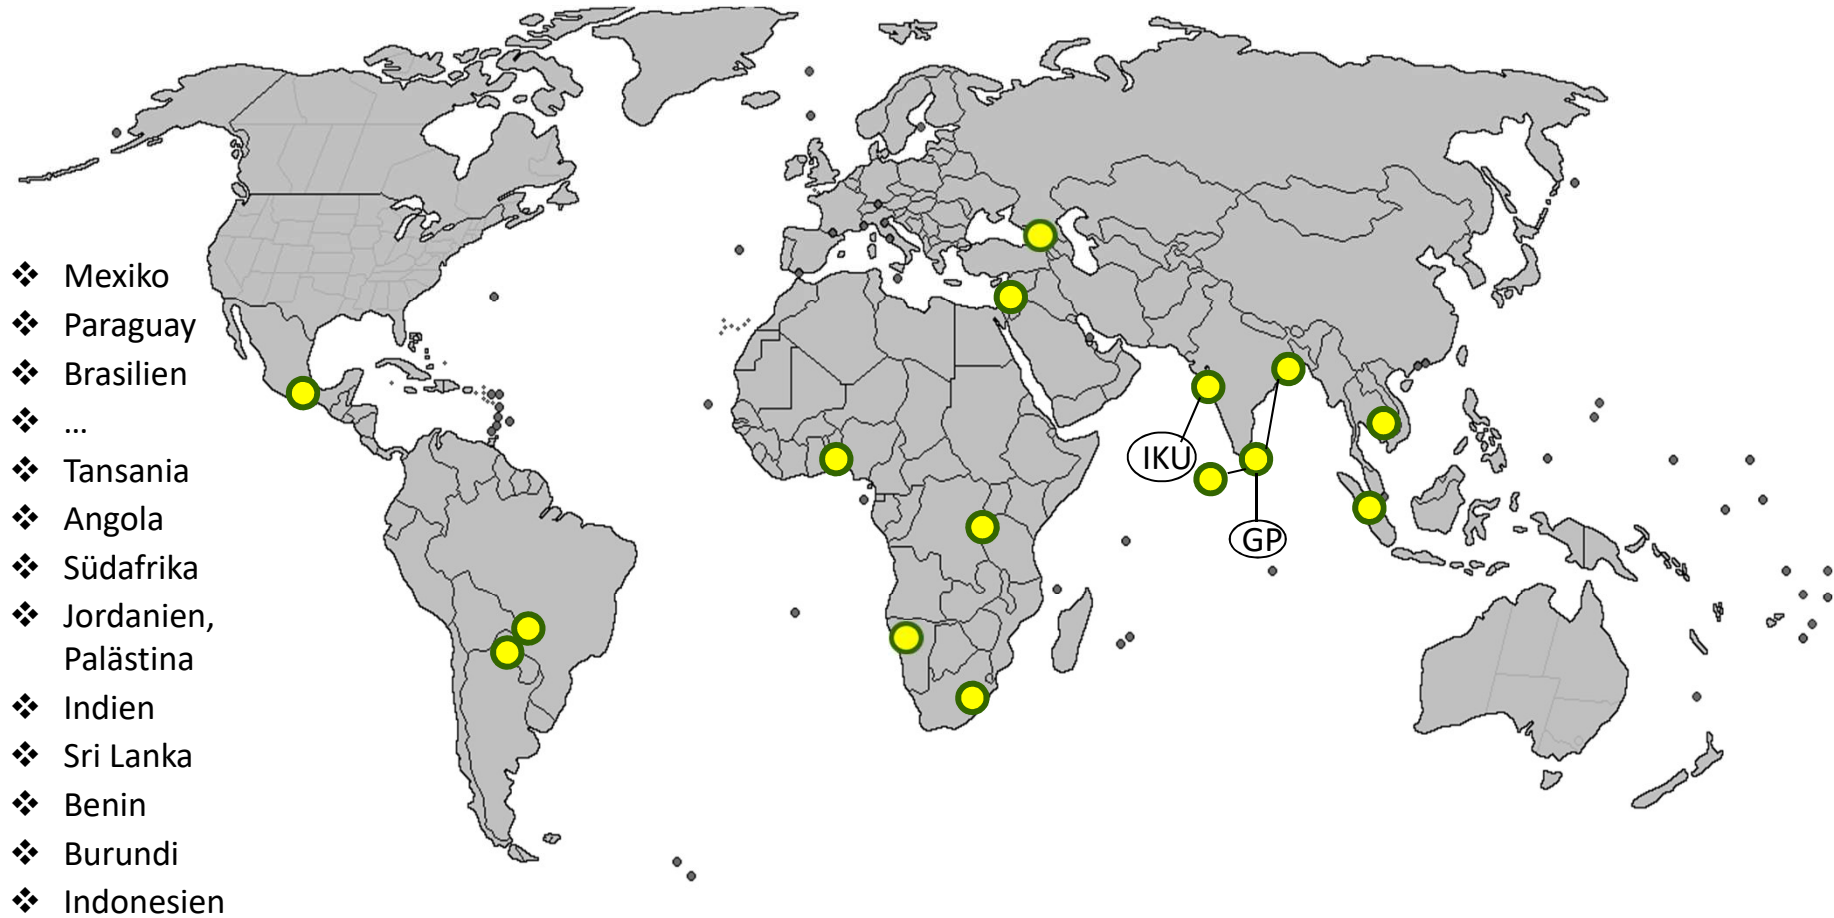 Mexiko
Paraguay
Brasilien
...
Tansania
Angola
Südafrika
Jordanien,
Palästina
Indien
Sri Lanka
Benin
Burundi
Indonesien
IKU
GP